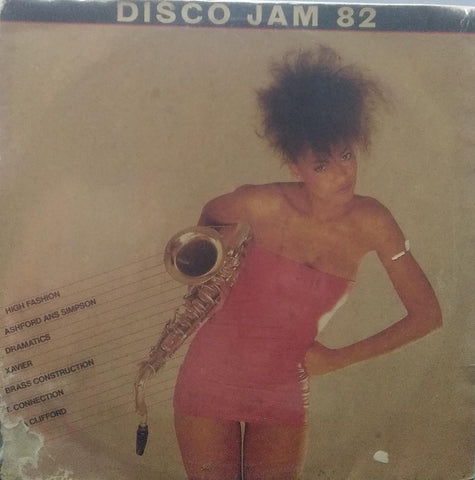 DISCO JAM 82
HIGH FASHION
ASHFORD ANS SIMPSON
DRAMATICS
XAVIER
BRASS CONSTRUCTION
T. CONNECTION
CLIFFORD